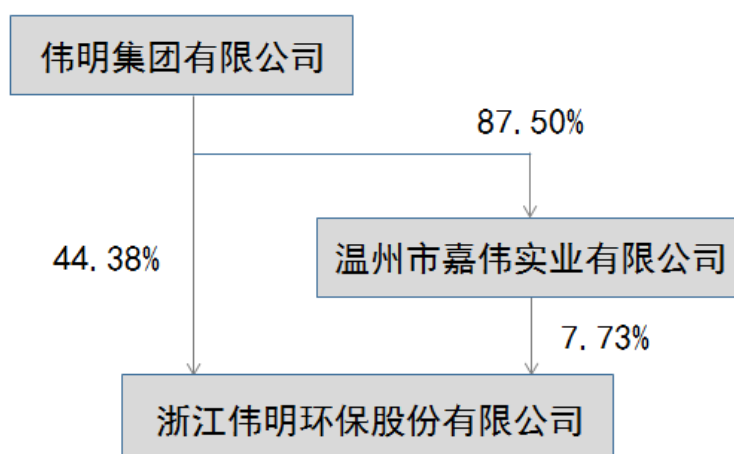 伟明集团有限公司
87.50%
44.38%
温州市嘉伟实业有限公司
7.73%
浙江伟明环保股份有限公司